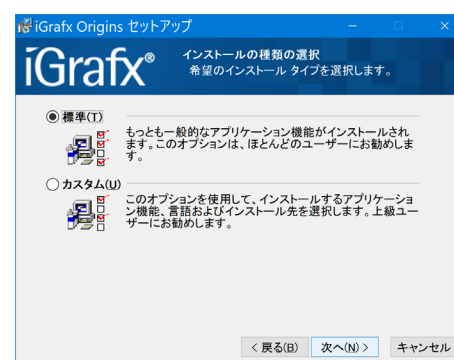 iGrafx Origins セットアップ
iGrafx®
インストールの種類の選択
希望のインストール タイプを選択します。
標準(T)
もっとも一般的なアプリケーション機能がインストールされ
ます。このオプションは、ほとんどのユーザーにお勧めしま
す。
カスタム(U)
このオプションを使用して、インストールするアプリケーショ
ン機能、言語およびインストール先を選択します。上級ユー
ザーにお勧めします。
< 戻る(B)
次へ(N) >
キャンセル